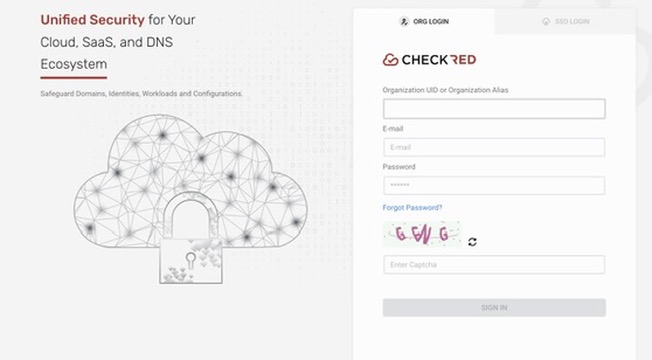 Unified Security for Your
Cloud, SaaS, and DNS
Ecosystem
Safeguard Domains, Identities, Workloads and Configurations.
ORG LOGIN
SSO LOGIN
CHECKRED
Organization UID or Organization Alias
E-mail
E-mail
Password
••••••
Forgot Password?
Enter Captcha
SIGN IN